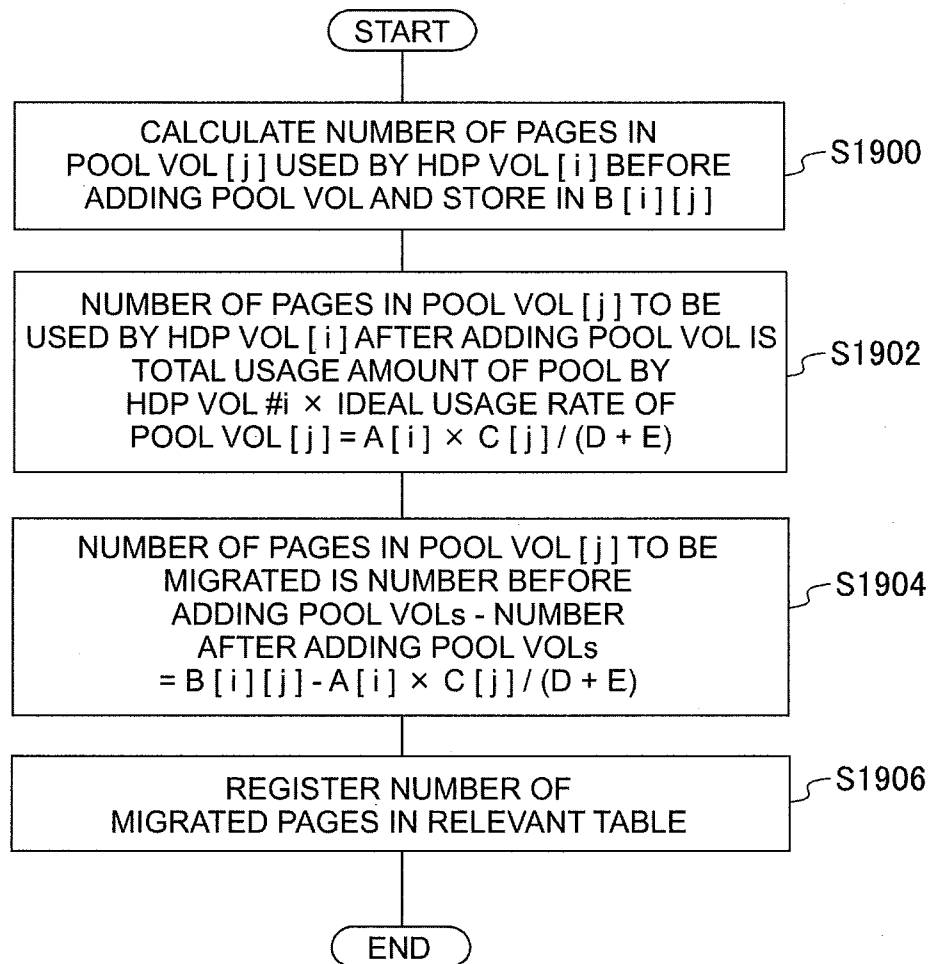 START
CALCULATE NUMBER OF PAGES IN
POOL VOL [ j ] USED BY HDP VOL [ i ] BEFORE
ADDING POOL VOL AND STORE IN B [ i ] [ j ]
S1900
NUMBER OF PAGES IN POOL VOL [ j ] TO BE
USED BY HDP VOL [ i ] AFTER ADDING POOL VOL IS
TOTAL USAGE AMOUNT OF POOL BY
HDP VOL #i × IDEAL USAGE RATE OF
POOL VOL [ j ] = A [ i ] × C [ j ] / (D + E)
S1902
NUMBER OF PAGES IN POOL VOL [ j ] TO BE
MIGRATED IS NUMBER BEFORE
ADDING POOL VOLs - NUMBER
AFTER ADDING POOL VOLs
= B [ i ] [ j ] - A [ i ] × C [ j ] / (D + E)
S1904
REGISTER NUMBER OF
MIGRATED PAGES IN RELEVANT TABLE
S1906
END